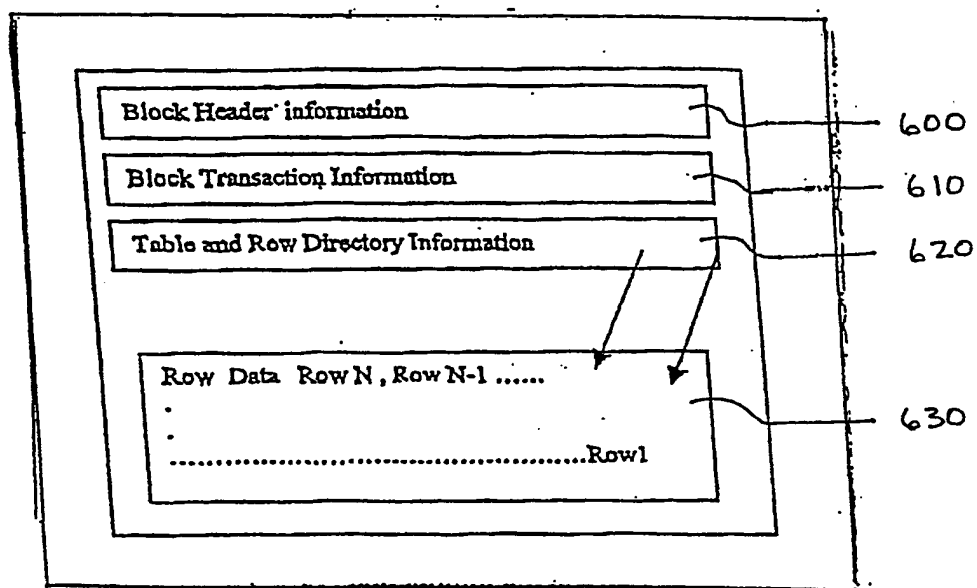 Block Header information
600
Block Transaction Information
610
Table and Row Directory Information
620
Row Data Row N , Row N-1 ......
.
.
..................................................Row1
630